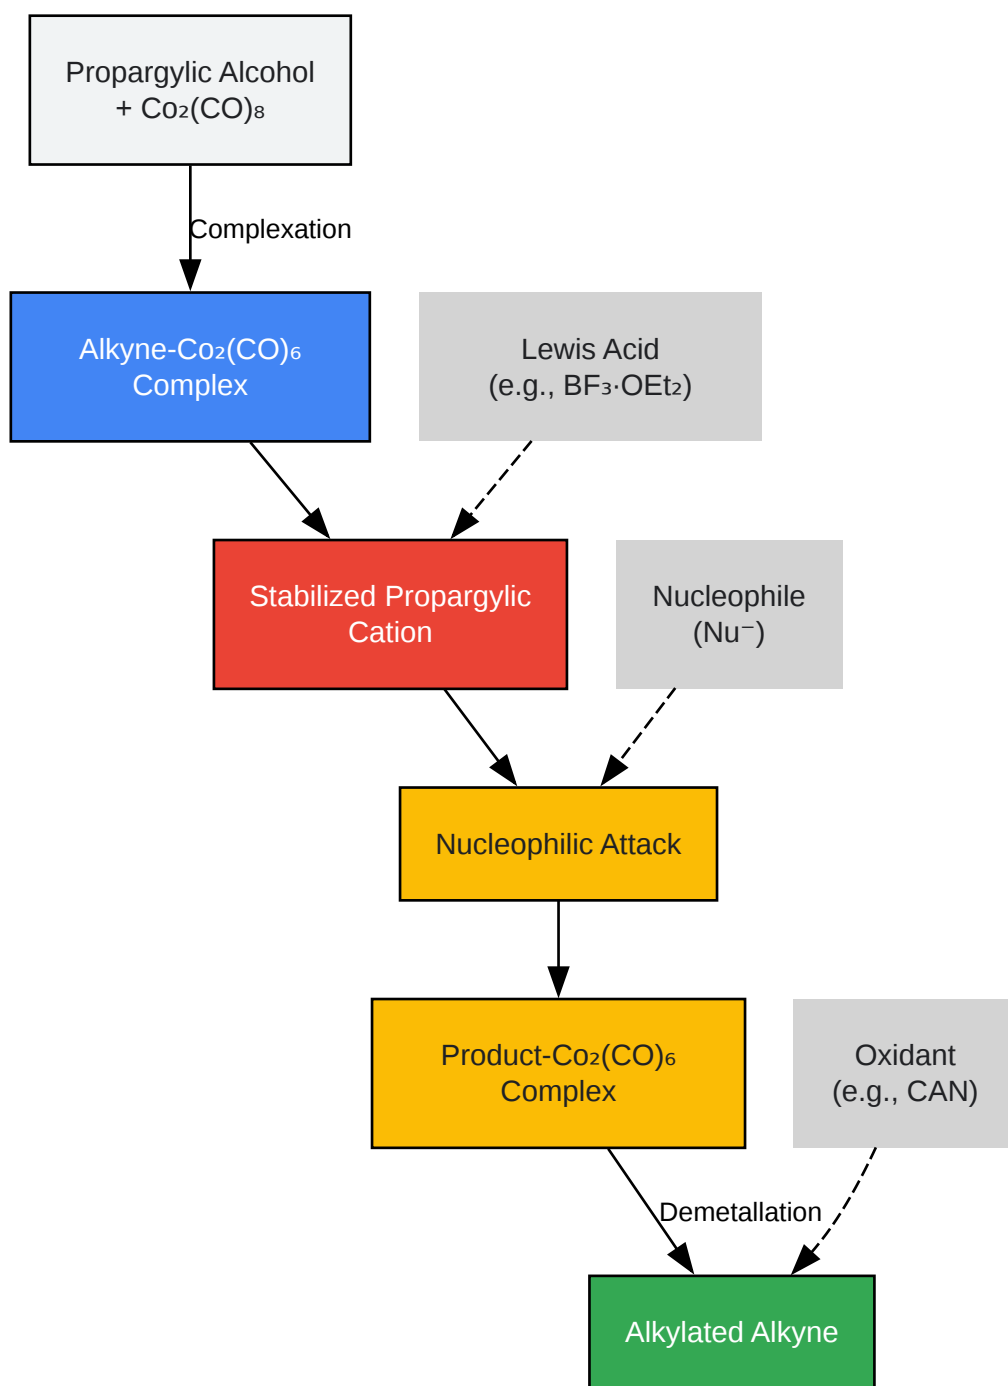 Propargylic Alcohol
+ Co₂(CO)₈
Complexation
Alkyne-Co₂(CO)₆
Complex
Lewis Acid
(e.g., BF₃·OEt₂)
Stabilized Propargylic
Cation
Nucleophile
(Nu⁻)
Nucleophilic Attack
Product-Co₂(CO)₆
Complex
Oxidant
(e.g., CAN)
Demetallation
Alkylated Alkyne